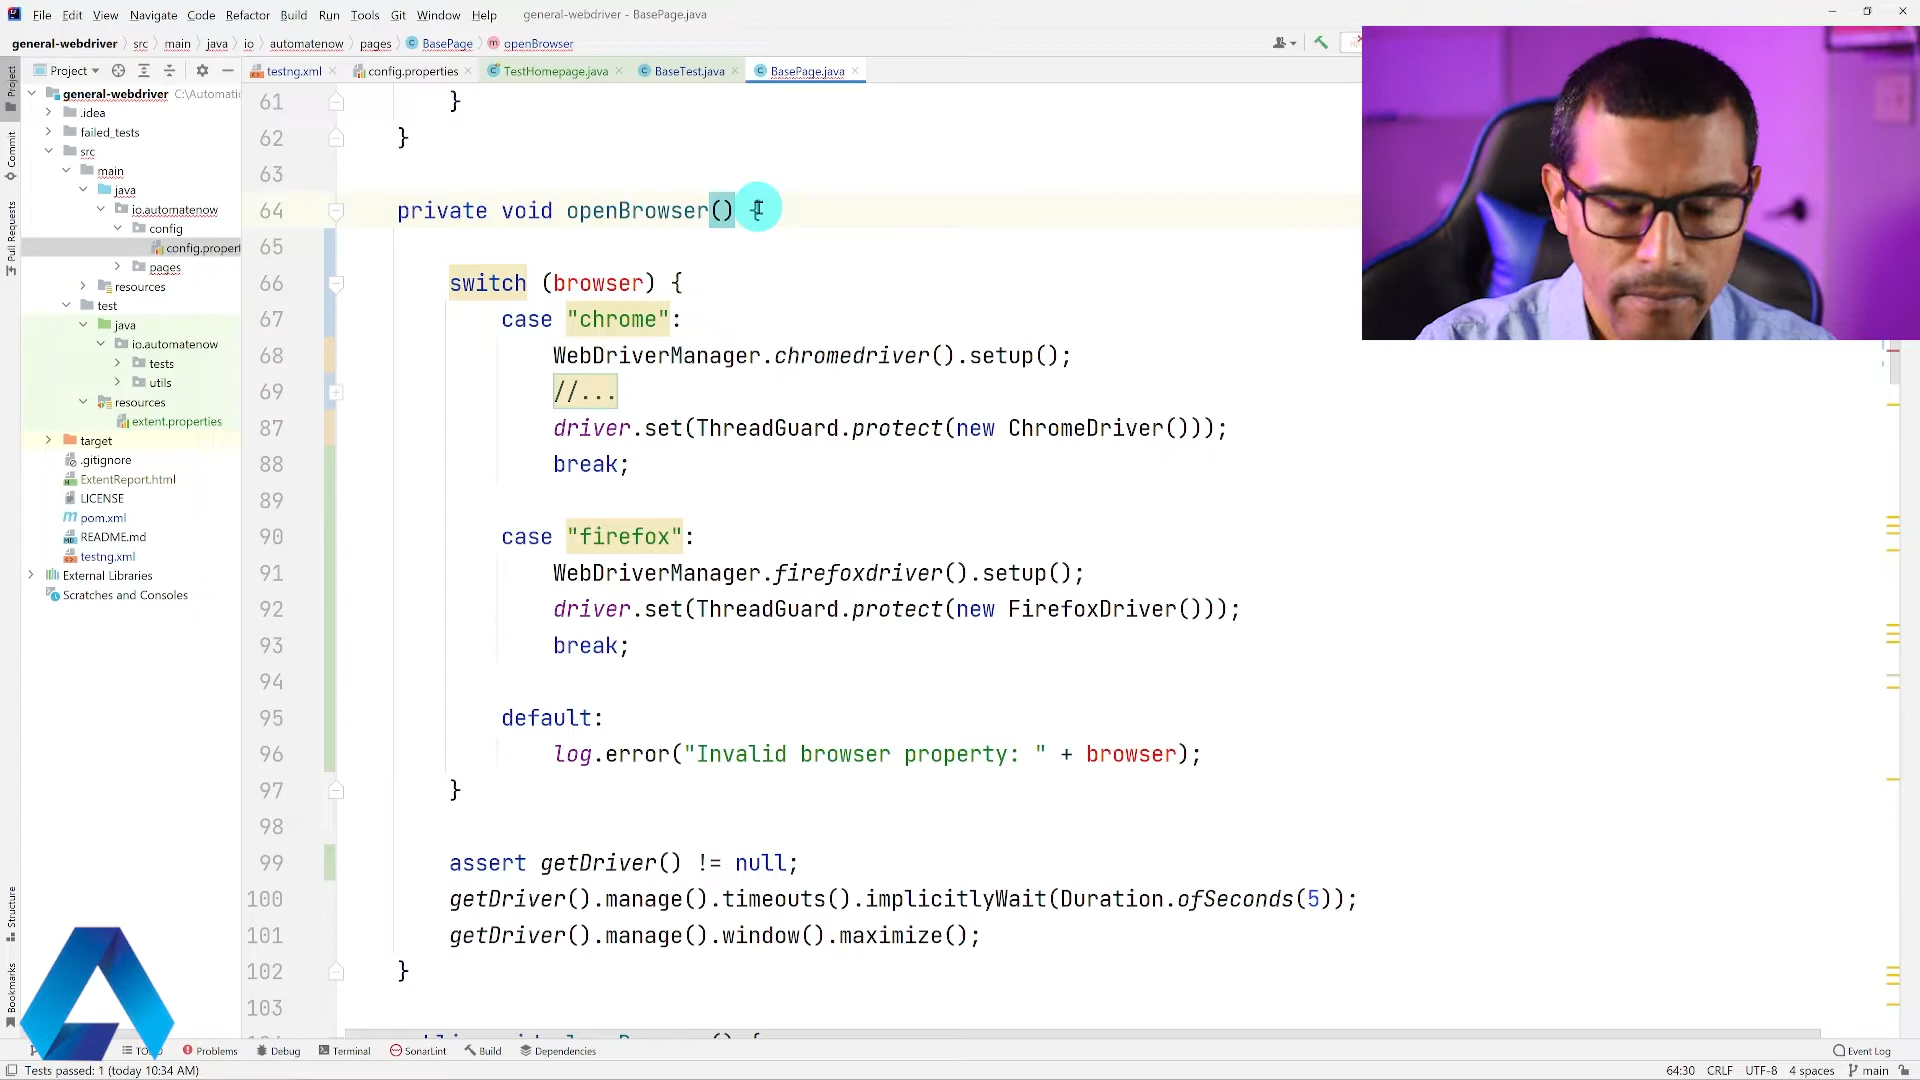 File Edit View Navigate Code Refactor Build Run Tools Git Window Help general-webdriver - BasePage.java
general-webdriver src main java io automatenow pages BasePage openBrowser
Project
testng.xml config.properties TestHomepage.java BaseTest.java BasePage.java
general-webdriver C:\Automatic
.idea
failed_tests
src
main
java
io.automatenow
config
config.propert
pages
resources
test
java
io.automatenow
tests
utils
resources
extent.properties
target
.gitignore
ExtentReport.html
LICENSE
pom.xml
README.md
testng.xml
External Libraries
Scratches and Consoles
Project
Commit
Pull Requests
Structure
Bookmarks
61 }
62 }
63
64 private void openBrowser() {
65
66 switch (browser) {
67 case "chrome":
68 WebDriverManager.chromedriver().setup();
69 //...
87 driver.set(ThreadGuard.protect(new ChromeDriver()));
88 break;
89
90 case "firefox":
91 WebDriverManager.firefoxdriver().setup();
92 driver.set(ThreadGuard.protect(new FirefoxDriver()));
93 break;
94
95 default:
96 log.error("Invalid browser property: " + browser);
97 }
98
99 assert getDriver() != null;
100 getDriver().manage().timeouts().implicitlyWait(Duration.ofSeconds(5));
101 getDriver().manage().window().maximize();
102 }
103
Problems Debug Terminal SonarLint Build Dependencies Event Log
Tests passed: 1 (today 10:34 AM) 64:30 CRLF UTF-8 4 spaces main